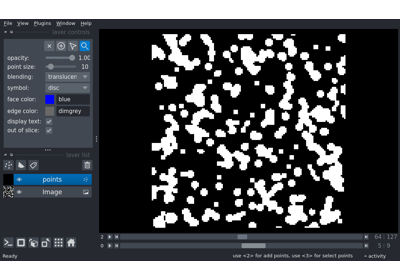 File View Plugins Window Help
layer controls
opacity: 1.00
point size: 10
blending: translucen
symbol: disc
face color: blue
edge color: dimgrey
display text:
out of slice:
layer list
points
Image
2 64 127
0 5 9
Ready use <2> for add points, use <3> for select points activity